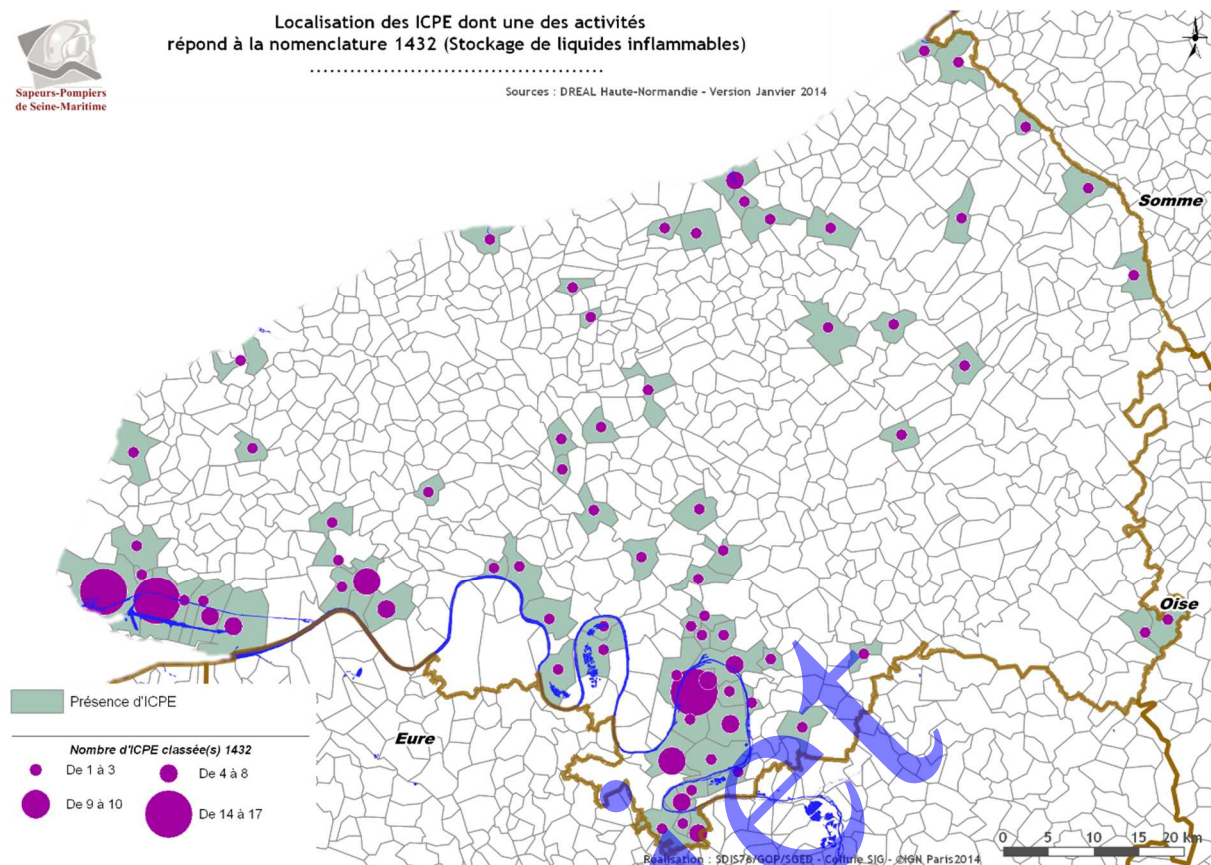 Localisation des ICPE dont une des activités
répond à la nomenclature 1432 (Stockage de liquides inflammables)
............................................
Sources : DREAL Haute-Normandie - Version Janvier 2014
Sapeurs-Pompiers
de Seine-Maritime
Somme
Oise
Eure
Présence d'ICPE
Nombre d'ICPE classée(s) 1432
De 1 à 3
De 4 à 8
De 9 à 10
De 14 à 17
0 5 10 15 20 km
Réalisation : SDIS76/GOP/SGED - Cellule SIG - ©IGN Paris2014